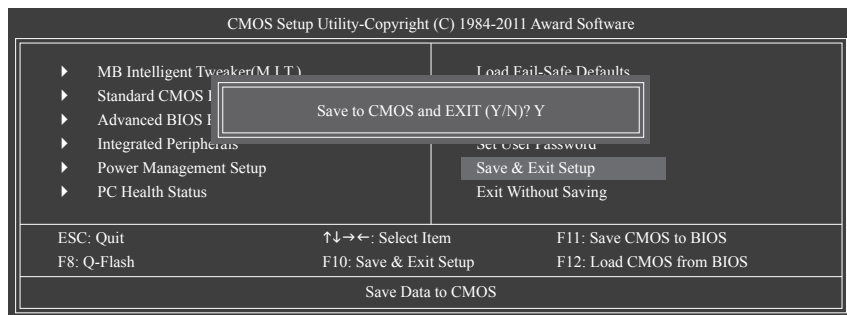 CMOS Setup Utility-Copyright (C) 1984-2011 Award Software
MB Intelligent Tweaker(M.I.T.)
Standard CMOS
Advanced BIOS
Integrated Peripherals
Power Management Setup
PC Health Status
Load Fail-Safe Defaults
Set User Password
Save & Exit Setup
Exit Without Saving
Save to CMOS and EXIT (Y/N)? Y
ESC: Quit
↑↓→←: Select Item
F11: Save CMOS to BIOS
F8: Q-Flash
F10: Save & Exit Setup
F12: Load CMOS from BIOS
Save Data to CMOS